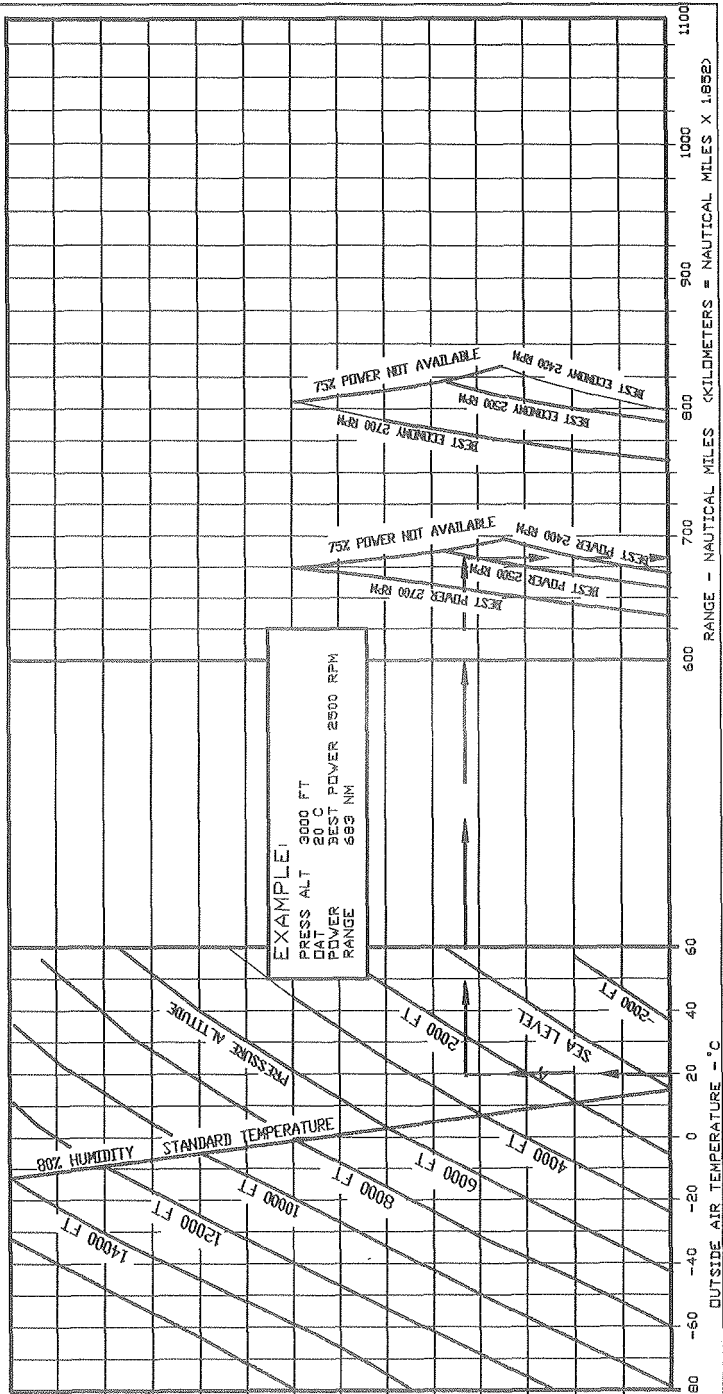 EXAMPLE:
PRESS ALT 3000 FT
OAT 20 C
POWER BEST POWER 2500 RPM
RANGE 683 NM
80% HUMIDITY
STANDARD TEMPERATURE
PRESSURE ALTITUDE
14000 FT
12000 FT
10000 FT
8000 FT
6000 FT
4000 FT
2000 FT
SEA LEVEL
-2000 FT
75% POWER NOT AVAILABLE
BEST POWER 2700 RPM
BEST POWER 2500 RPM
BEST POWER 2400 RPM
75% POWER NOT AVAILABLE
BEST ECONOMY 2700 RPM
BEST ECONOMY 2500 RPM
BEST ECONOMY 2400 RPM
80 -60 -40 -20 0 20 40 60
600 700 800 900 1000 1100
OUTSIDE AIR TEMPERATURE - °C
RANGE - NAUTICAL MILES <KILOMETERS = NAUTICAL MILES X 1.852>